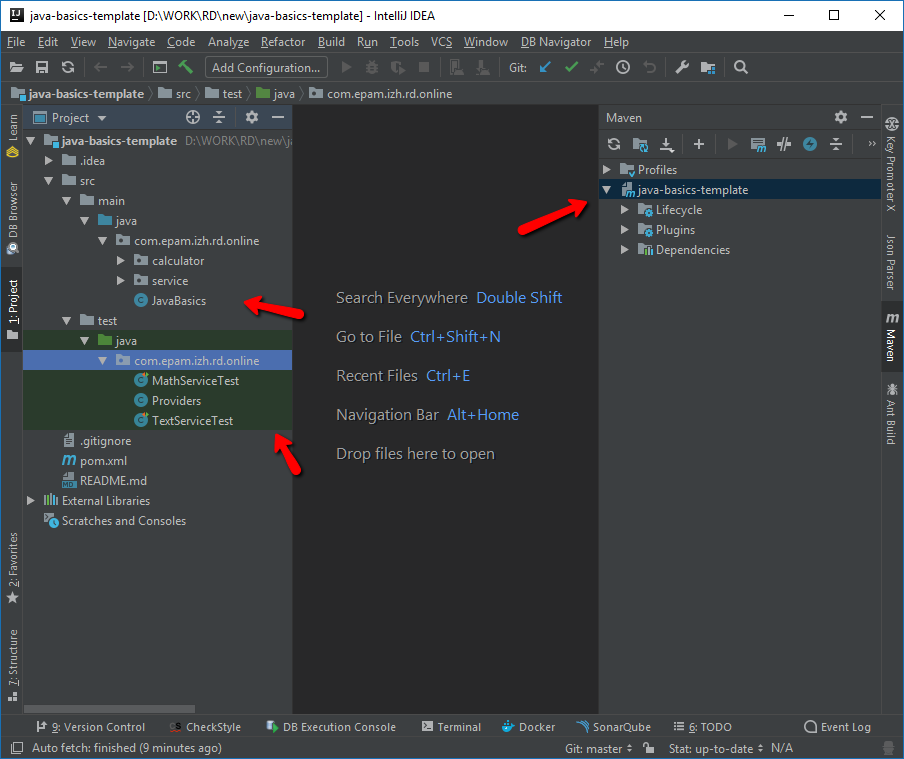 java-basics-template [D:\WORK\RD\new\java-basics-template] - IntelliJ IDEA
File Edit View Navigate Code Analyze Refactor Build Run Tools VCS Window DB Navigator Help
Add Configuration... Git:
java-basics-template src test java com.epam.izh.rd.online
Project
java-basics-template D:\WORK\RD\new\j
.idea
src
main
java
com.epam.izh.rd.online
calculator
service
JavaBasics
test
java
com.epam.izh.rd.online
MathServiceTest
Providers
TextServiceTest
.gitignore
pom.xml
README.md
External Libraries
Scratches and Consoles
Learn
DB Browser
1: Project
2: Favorites
7: Structure
Search Everywhere Double Shift
Go to File Ctrl+Shift+N
Recent Files Ctrl+E
Navigation Bar Alt+Home
Drop files here to open
Maven
Profiles
java-basics-template
Lifecycle
Plugins
Dependencies
Key Promoter X
Json Parser
Maven
Ant Build
9: Version Control CheckStyle DB Execution Console Terminal Docker SonarQube 6: TODO Event Log
Auto fetch: finished (9 minutes ago) Git: master Stat: up-to-date N/A